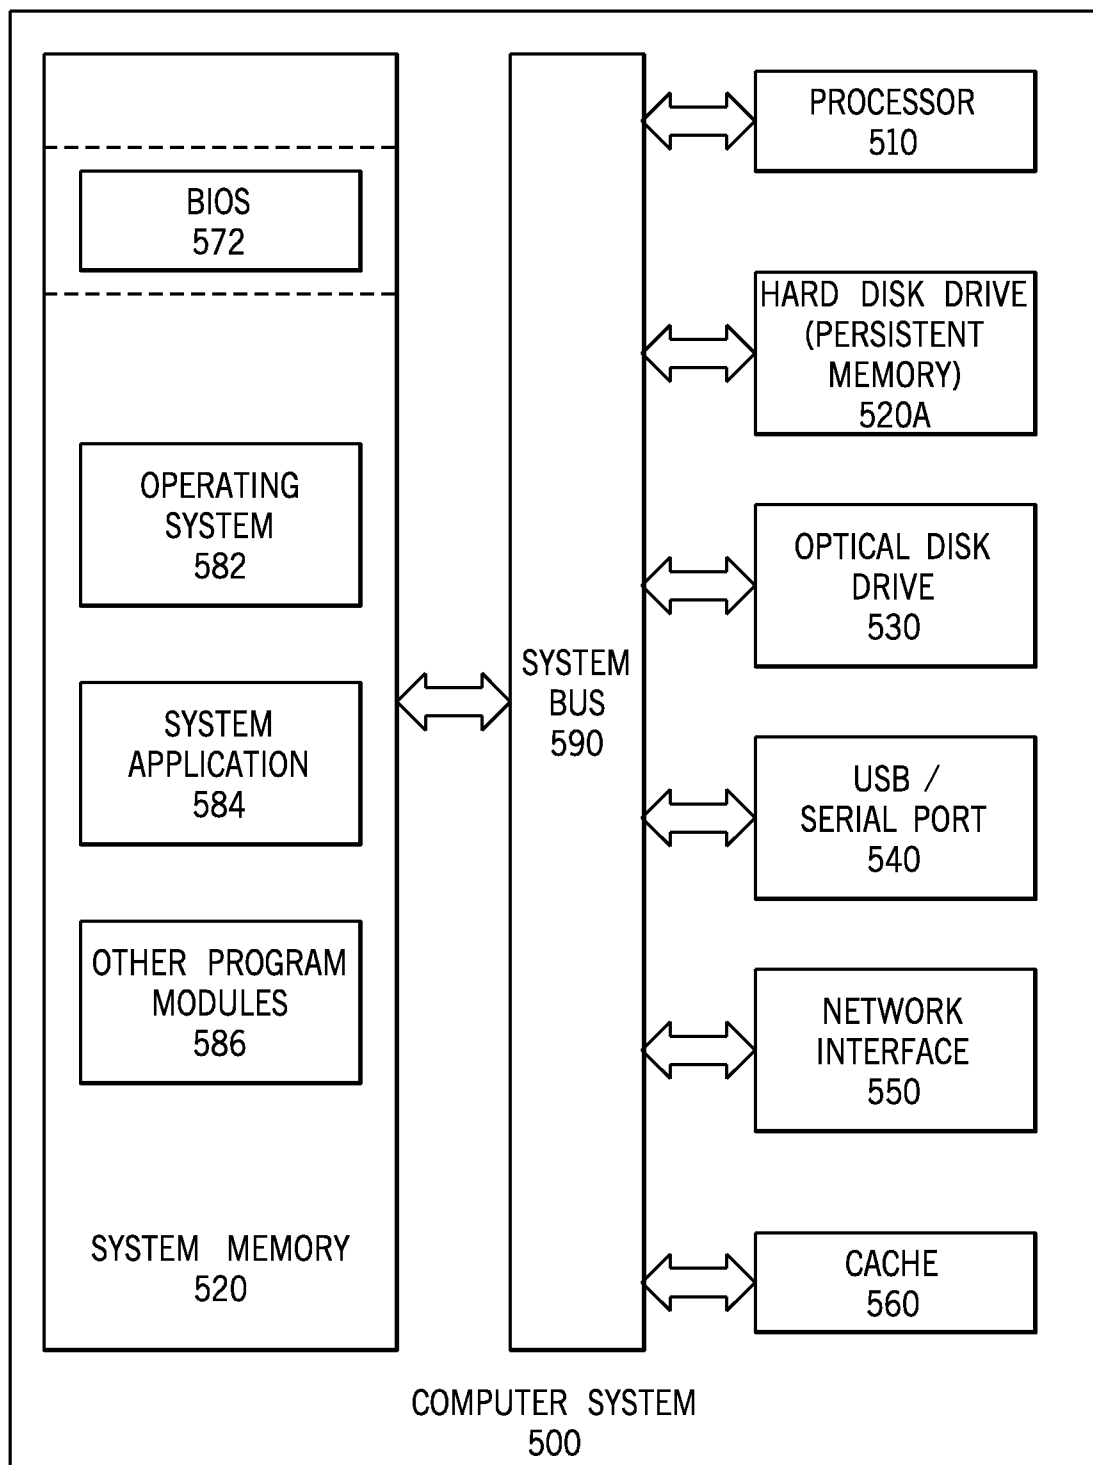 BIOS
572
OPERATING
SYSTEM
582
SYSTEM
APPLICATION
584
OTHER PROGRAM
MODULES
586
SYSTEM MEMORY
520
SYSTEM
BUS
590
PROCESSOR
510
HARD DISK DRIVE
(PERSISTENT
MEMORY)
520A
OPTICAL DISK
DRIVE
530
USB /
SERIAL PORT
540
NETWORK
INTERFACE
550
CACHE
560
COMPUTER SYSTEM
500